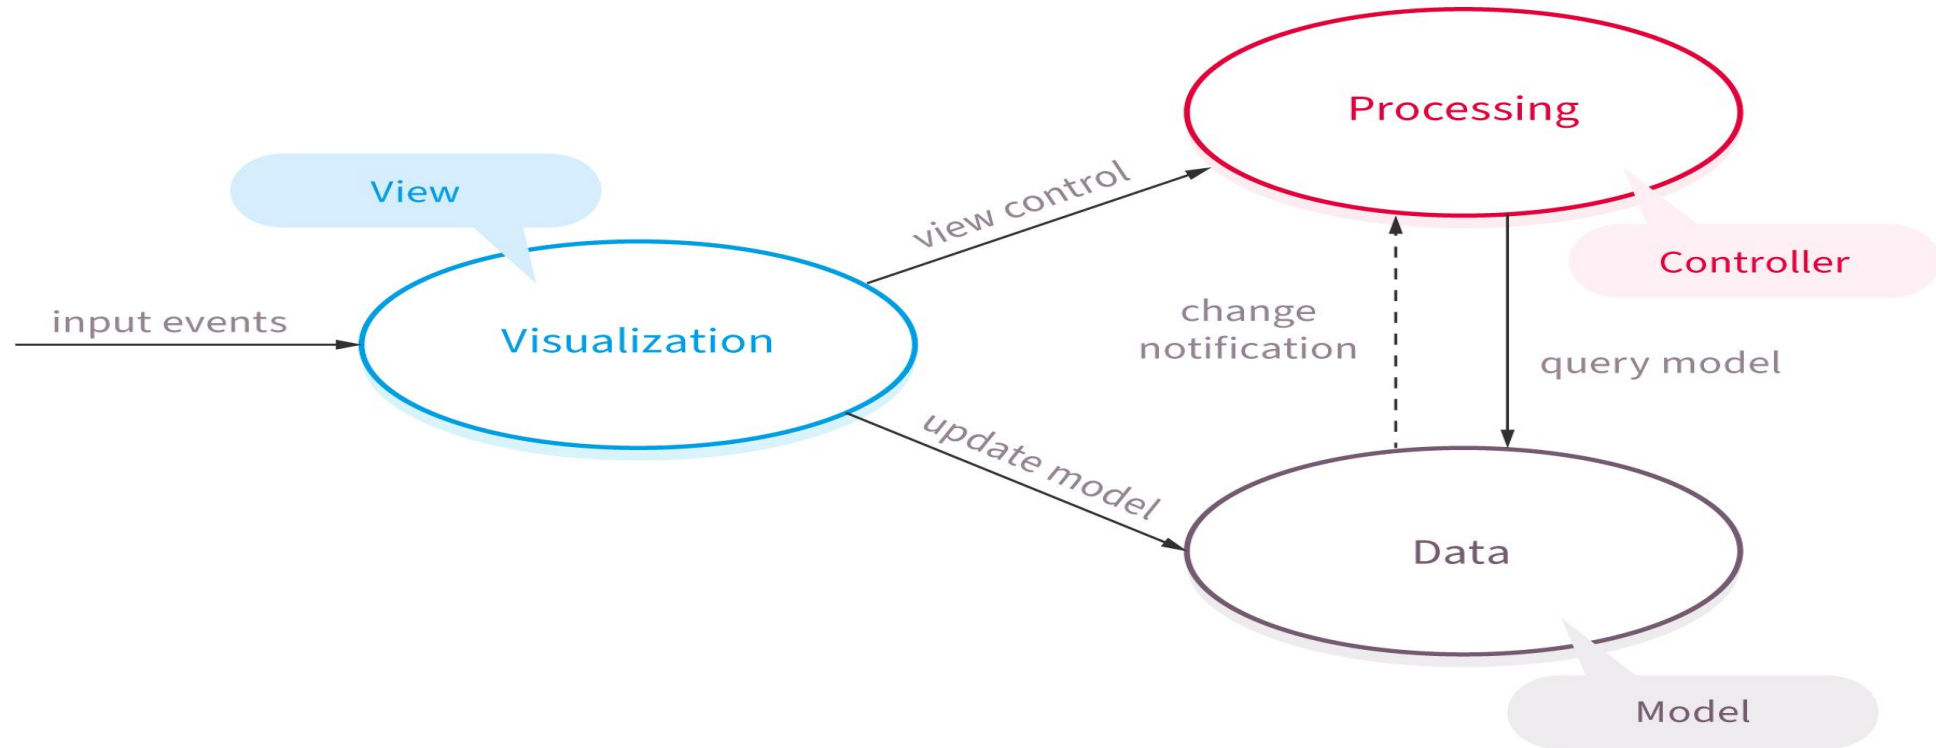 Processing
View
view control
Controller
input events
Visualization
change
notification
query model
update model
Data
Model